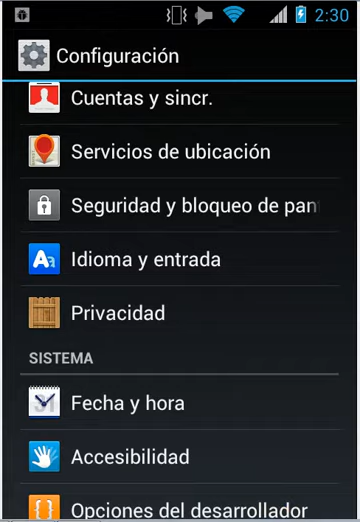 2:30
Configuración
Cuentas y sincr.
Servicios de ubicación
Seguridad y bloqueo de pan
Idioma y entrada
Privacidad
SISTEMA
Fecha y hora
Accesibilidad
Opciones del desarrollador